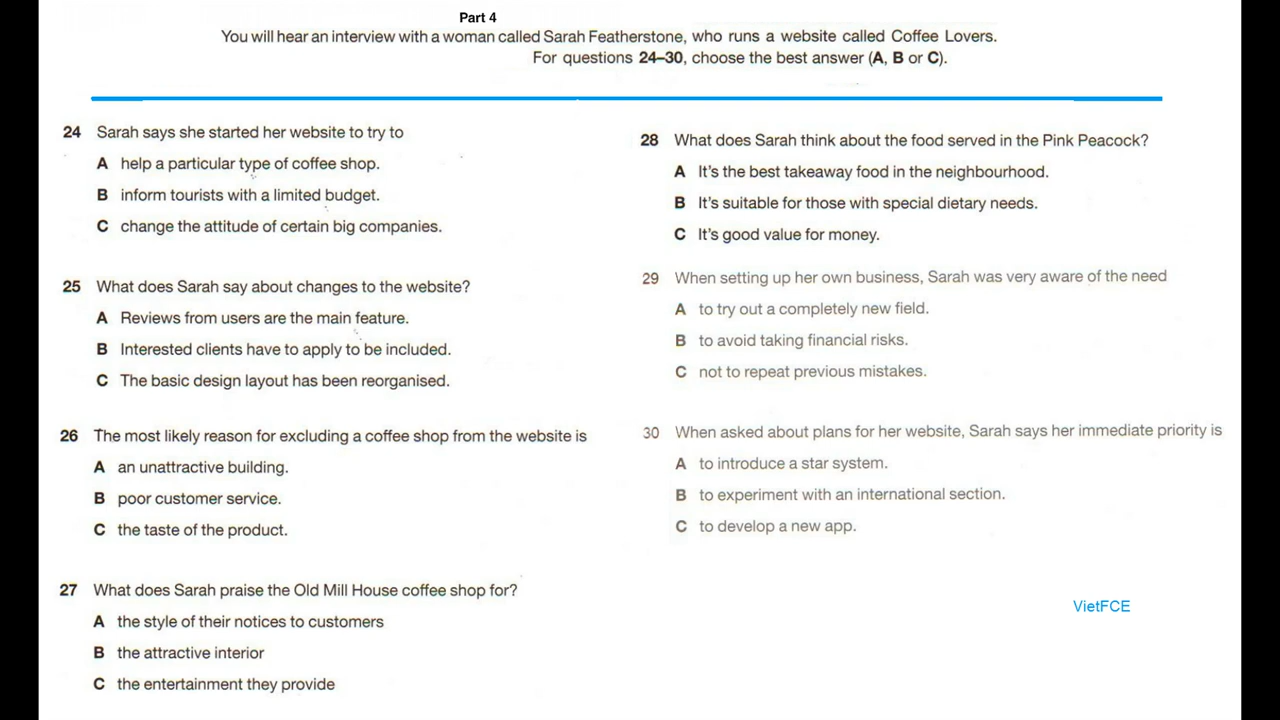 Part 4
You will hear an interview with a woman called Sarah Featherstone, who runs a website called Coffee Lovers.
For questions 24–30, choose the best answer (A, B or C).
24 Sarah says she started her website to try to
A help a particular type of coffee shop.
B inform tourists with a limited budget.
C change the attitude of certain big companies.
25 What does Sarah say about changes to the website?
A Reviews from users are the main feature.
B Interested clients have to apply to be included.
C The basic design layout has been reorganised.
26 The most likely reason for excluding a coffee shop from the website is
A an unattractive building.
B poor customer service.
C the taste of the product.
27 What does Sarah praise the Old Mill House coffee shop for?
A the style of their notices to customers
B the attractive interior
C the entertainment they provide
28 What does Sarah think about the food served in the Pink Peacock?
A It's the best takeaway food in the neighbourhood.
B It's suitable for those with special dietary needs.
C It's good value for money.
29 When setting up her own business, Sarah was very aware of the need
A to try out a completely new field.
B to avoid taking financial risks.
C not to repeat previous mistakes.
30 When asked about plans for her website, Sarah says her immediate priority is
A to introduce a star system.
B to experiment with an international section.
C to develop a new app.
VietFCE